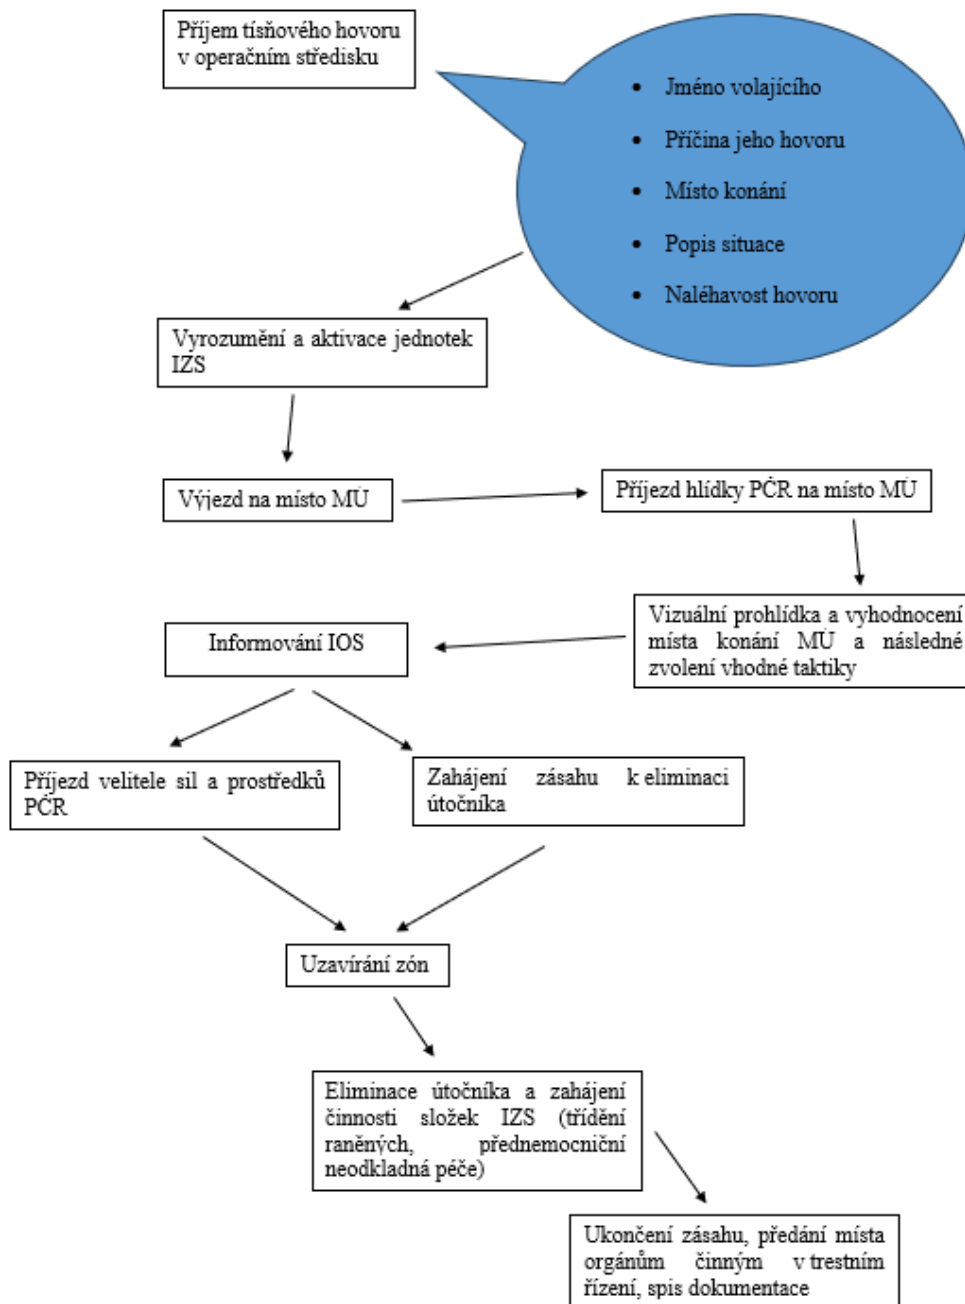 Příjem tísňového hovoru
v operačním středisku
• Jméno volajícího
• Příčina jeho hovoru
• Místo konání
• Popis situace
• Naléhavost hovoru
Vyrozumění a aktivace jednotek
IZS
Výjezd na místo MÚ
Příjezd hlídky PČR na místo MÚ
Vizuální prohlídka a vyhodnocení
místa konání MÚ a následné
zvolení vhodné taktiky
Informování IOS
Příjezd velitele sil a prostředků
PČR
Zahájení zásahu k eliminaci
útočníka
Uzavírání zón
Eliminace útočníka a zahájení
činnosti složek IZS (třídění
raněných, přednemocniční
neodkladná péče)
Ukončení zásahu, předání místa
orgánům činným v trestním
řízení, spis dokumentace